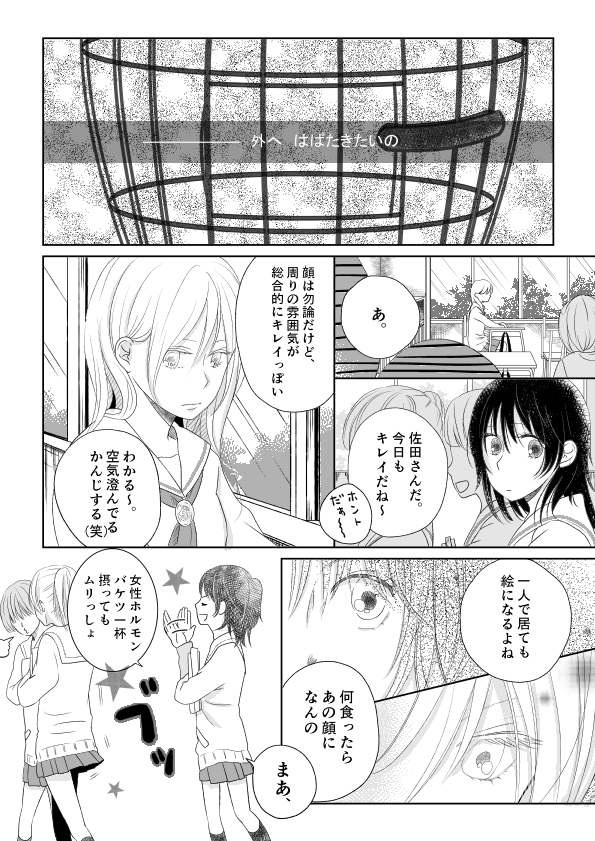 外へ はばたきたいの
あ。
顔は勿論だけど、
周りの雰囲気が
総合的にキレイっぽい
佐田さんだ。
今日も
キレイだね～
ホント
だぁ～
わかる～。
空気澄んでる
かんじする
(笑)
一人で居ても
絵になるよね
何食ったら
あの顔に
なんの
まあ、
女性ホルモン
バケツ一杯
摂っても
ムリっしょ
ブッ